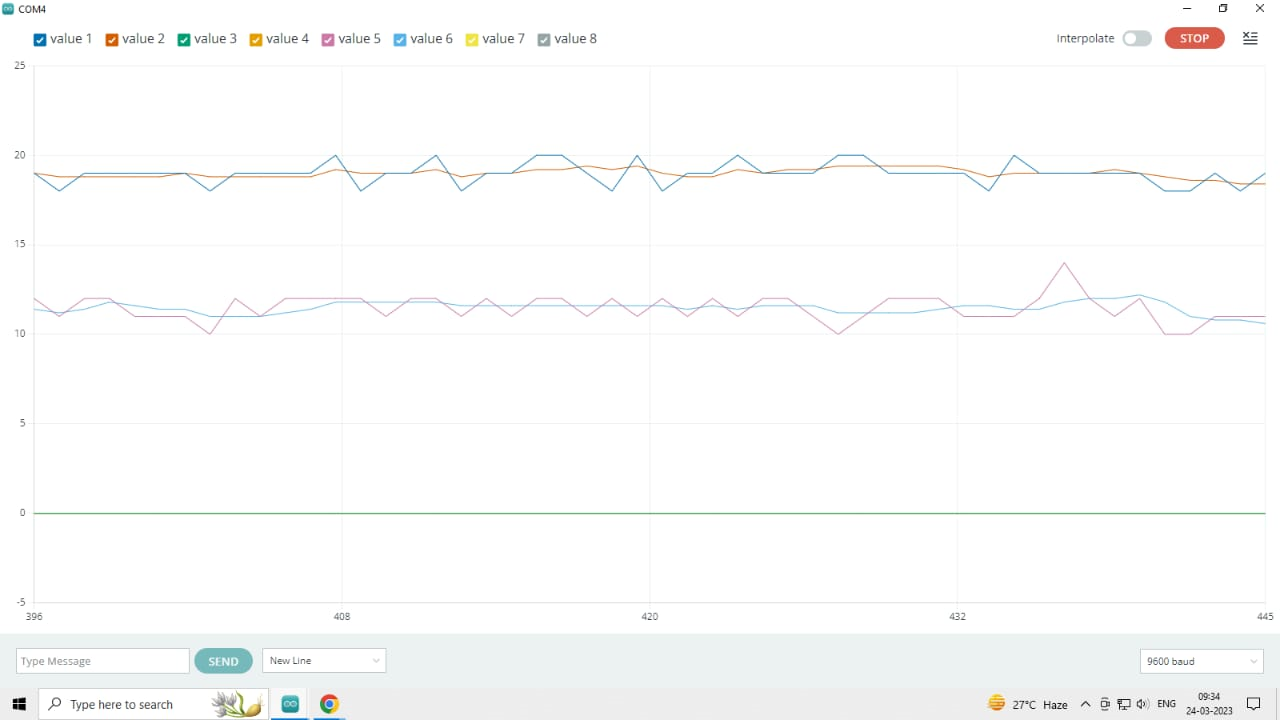 COM4
value 1 value 2 value 3 value 4 value 5 value 6 value 7 value 8 Interpolate STOP
25
20
15
10
5
0
-5
396 408 420 432 445
Type Message SEND New Line 9600 baud
Type here to search 27°C Haze ENG 09:34
24-03-2023